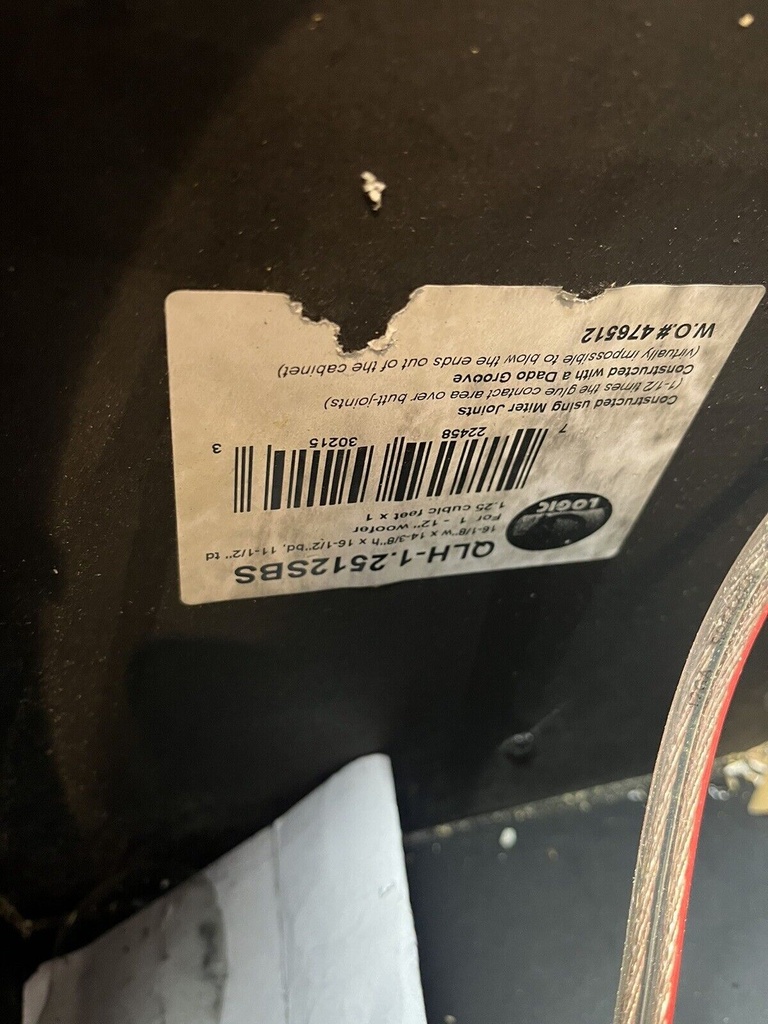 QLH-1.2512SBS
16-1/8"w x 14-3/8"h x 16-1/2"bd, 11-1/2" td
For 1 - 12" woofer
1.25 cubic feet x 1
LOGIC
7 22458 30215 3
Constructed using Miter Joints
(1-1/2 times the glue contact area over butt-joints)
Constructed with a Dado Groove
(virtually impossible to blow the ends out of the cabinet)
W.O.# 476512